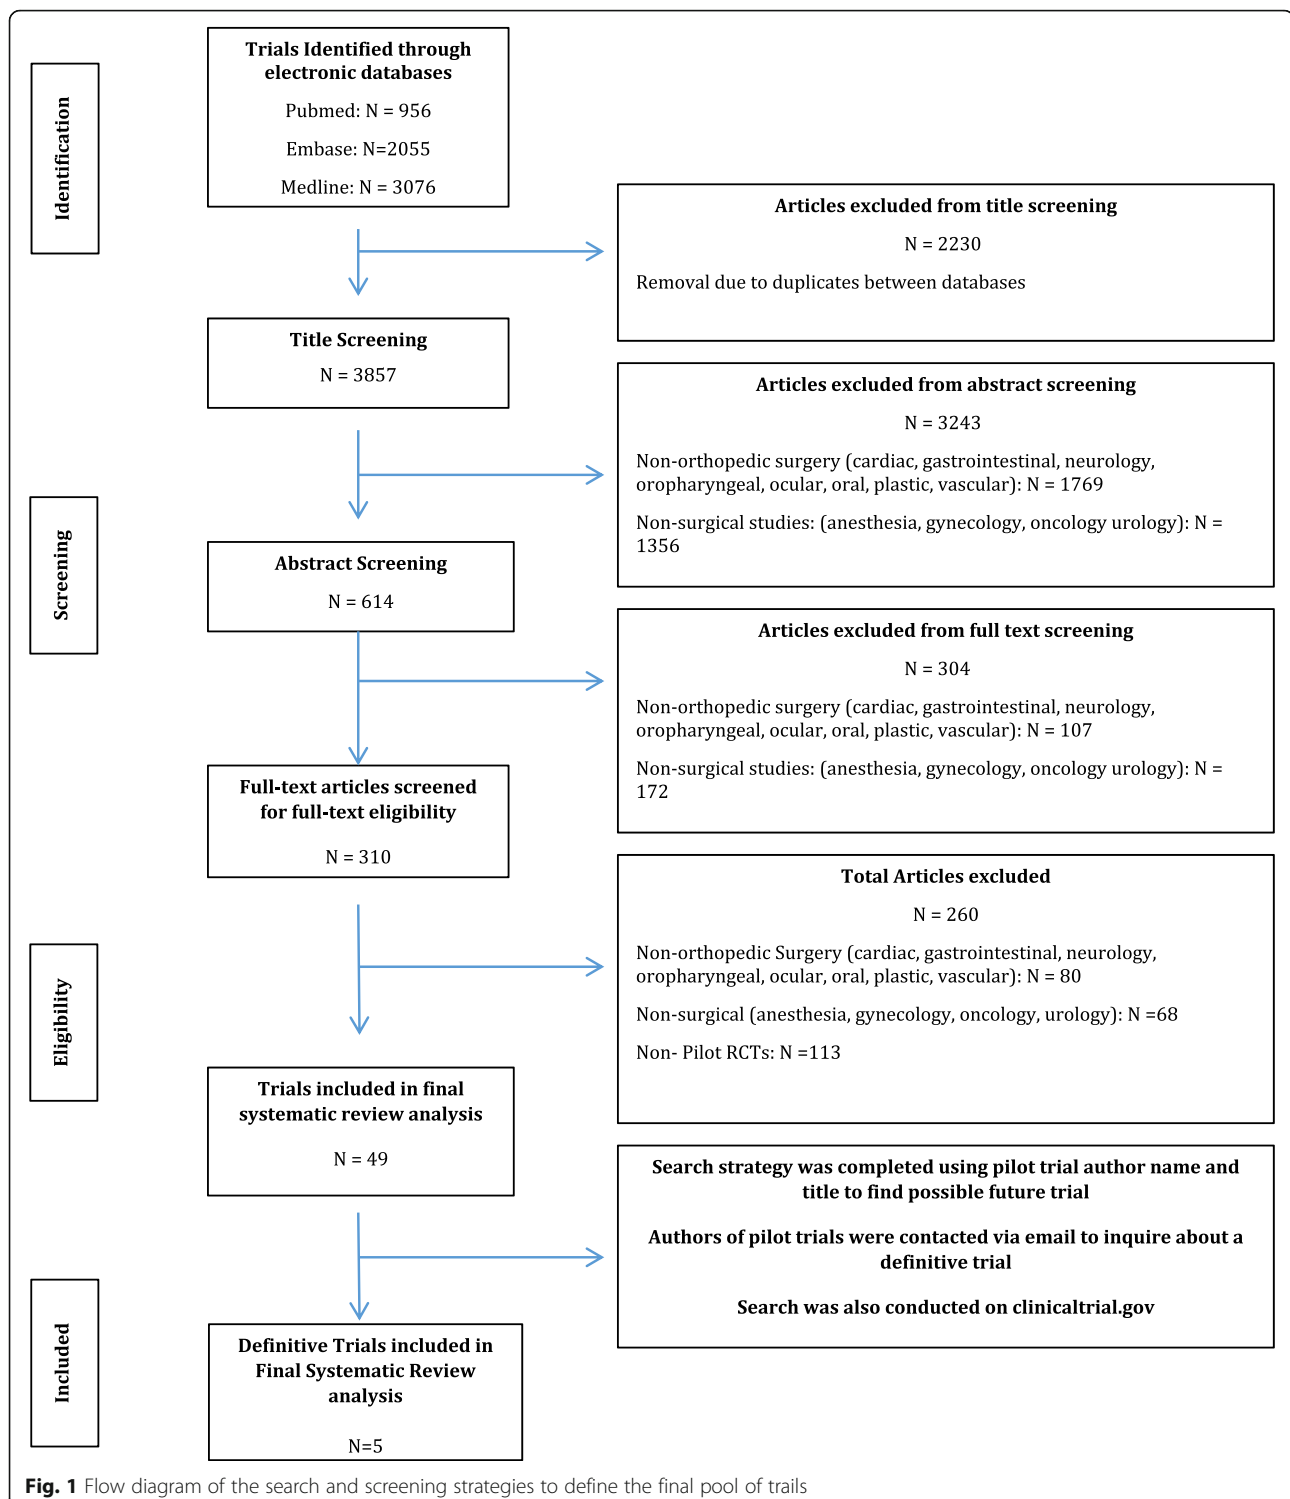 Identification
Trials Identified through
electronic databases
Pubmed: N = 956
Embase: N=2055
Medline: N = 3076
Articles excluded from title screening
N = 2230
Removal due to duplicates between databases
Title Screening
N = 3857
Articles excluded from abstract screening
N = 3243
Non-orthopedic surgery (cardiac, gastrointestinal, neurology,
oropharyngeal, ocular, oral, plastic, vascular): N = 1769
Non-surgical studies: (anesthesia, gynecology, oncology urology): N =
1356
Screening
Abstract Screening
N = 614
Articles excluded from full text screening
N = 304
Non-orthopedic surgery (cardiac, gastrointestinal, neurology,
oropharyngeal, ocular, oral, plastic, vascular): N = 107
Non-surgical studies: (anesthesia, gynecology, oncology urology): N =
172
Full-text articles screened
for full-text eligibility
N = 310
Total Articles excluded
N = 260
Non-orthopedic Surgery (cardiac, gastrointestinal, neurology,
oropharyngeal, ocular, oral, plastic, vascular): N = 80
Non-surgical (anesthesia, gynecology, oncology, urology): N =68
Non- Pilot RCTs: N =113
Eligibility
Trials included in final
systematic review analysis
N = 49
Search strategy was completed using pilot trial author name and
title to find possible future trial
Authors of pilot trials were contacted via email to inquire about a
definitive trial
Search was also conducted on clinicaltrial.gov
Included
Definitive Trials included in
Final Systematic Review
analysis
N=5
Fig. 1 Flow diagram of the search and screening strategies to define the final pool of trails